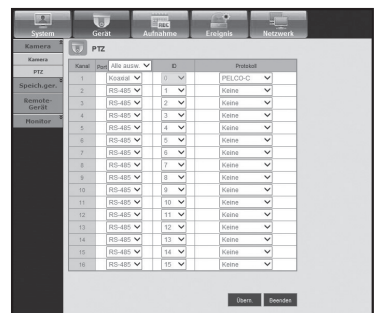 System Gerät Aufnahme Ereignis Netzwerk
Kamera
Kamera
PTZ
Speich.ger.
Remote-Gerät
Monitor
PTZ
Kanal Port Alle ausw. ID Protokoll
1 Koaxial 0 PELCO-C
2 RS-485 1 Keine
3 RS-485 2 Keine
4 RS-485 3 Keine
5 RS-485 4 Keine
6 RS-485 5 Keine
7 RS-485 6 Keine
8 RS-485 7 Keine
9 RS-485 8 Keine
10 RS-485 9 Keine
11 RS-485 10 Keine
12 RS-485 11 Keine
13 RS-485 12 Keine
14 RS-485 13 Keine
15 RS-485 14 Keine
16 RS-485 15 Keine
Übern. Beenden